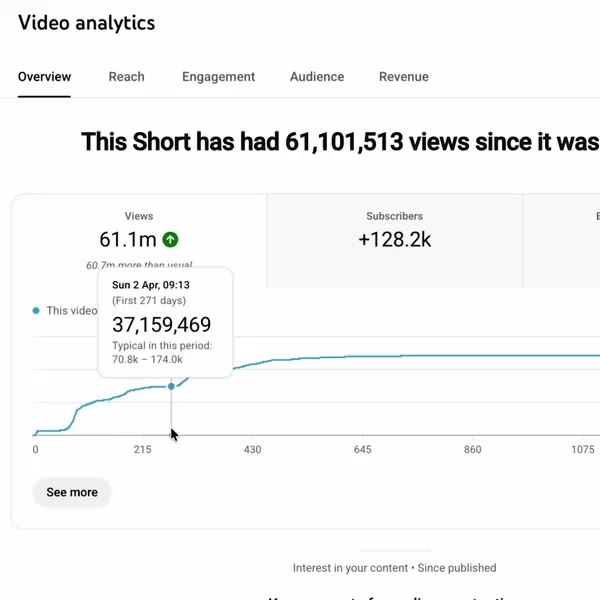 Video analytics
Overview Reach Engagement Audience Revenue
This Short has had 61,101,513 views since it was
Views
61.1m
60.7m more than usual
Subscribers
+128.2k
This video
Sun 2 Apr, 09:13
(First 271 days)
37,159,469
Typical in this period:
70.8k – 174.0k
0 215 430 645 860 1075
See more
Interest in your content • Since published